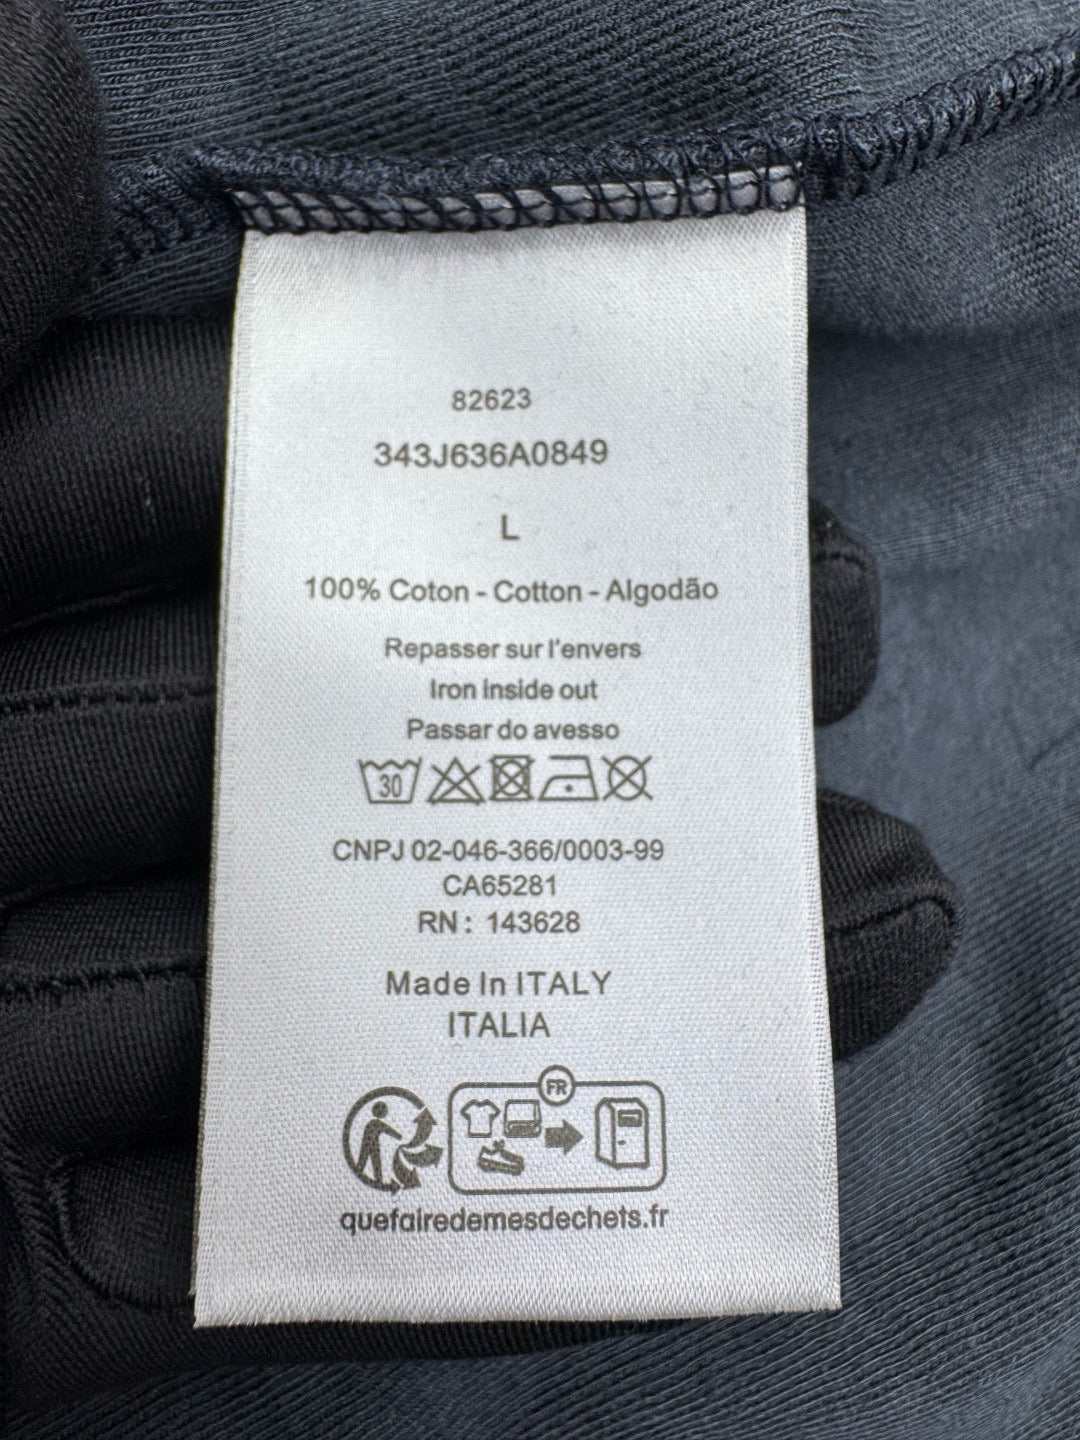 82623
343J636A0849
L
100% Coton - Cotton - Algodão
Repasser sur l'envers
Iron inside out
Passar do avesso
30
CNPJ 02-046-366/0003-99
CA65281
RN : 143628
Made In ITALY
ITALIA
FR
quefairedemesdechets.fr